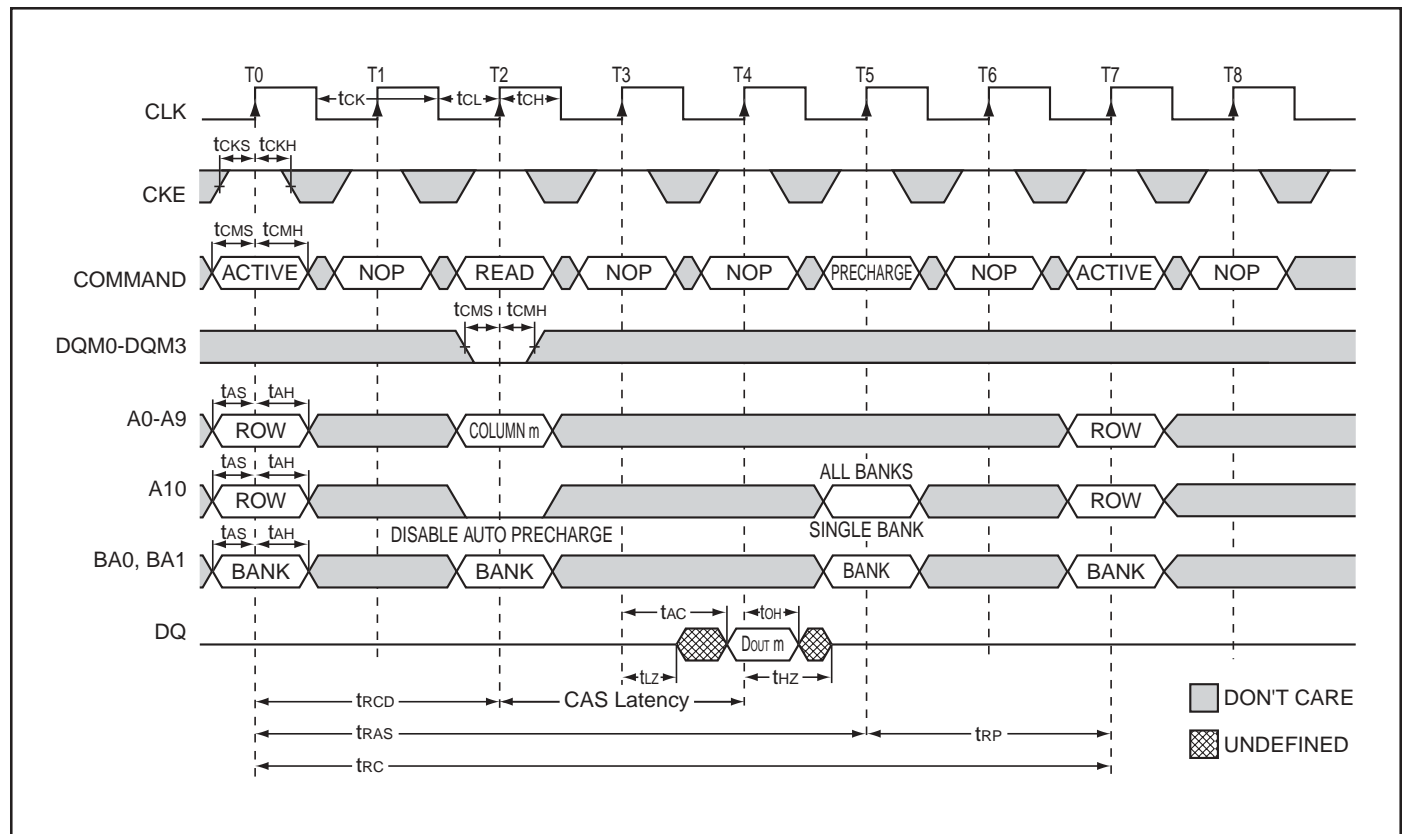 T0 T1 T2 T3 T4 T5 T6 T7 T8
CLK tCK tCL tCH
tCKS tCKH
CKE
tCMS tCMH
COMMAND ACTIVE NOP READ NOP NOP PRECHARGE NOP ACTIVE NOP
tCMS tCMH
DQM0-DQM3
tAS tAH
A0-A9 ROW COLUMN m ROW
tAS tAH ALL BANKS
A10 ROW ROW
DISABLE AUTO PRECHARGE SINGLE BANK
tAS tAH
BA0, BA1 BANK BANK BANK BANK
tAC tOH
DQ DOUT m
tLZ tHZ
tRCD CAS Latency
DON'T CARE
tRAS tRP
UNDEFINED
tRC